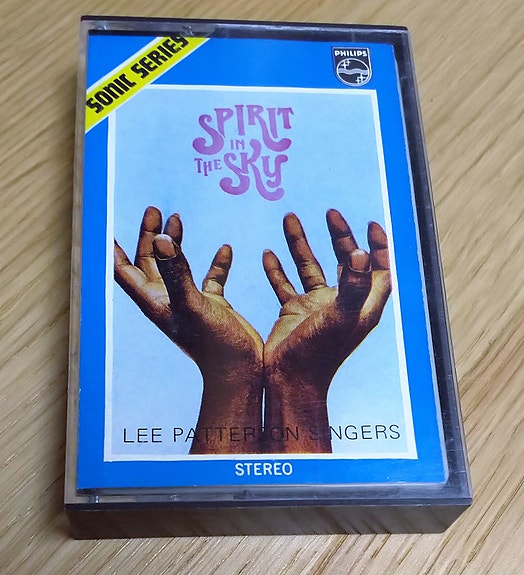 SONIC SERIES
PHILIPS
SPIRIT
IN
THE SKY
LEE PATTERSON SINGERS
STEREO